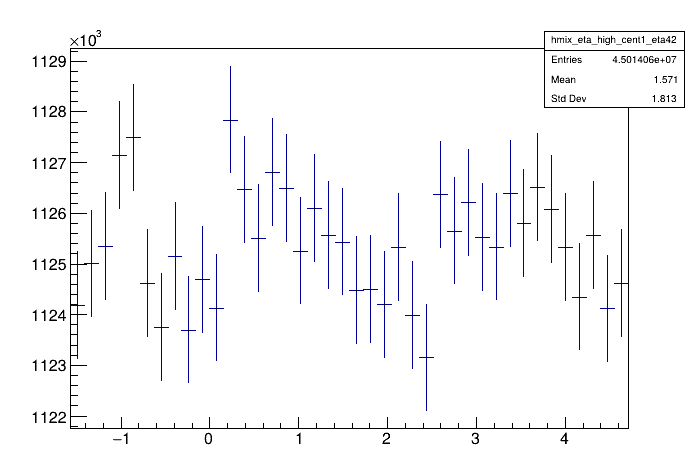 ×10³
hmix_eta_high_cent1_eta42
Entries 4.501406e+07
Mean 1.571
Std Dev 1.813
1129
1128
1127
1126
1125
1124
1123
1122
−1 0 1 2 3 4